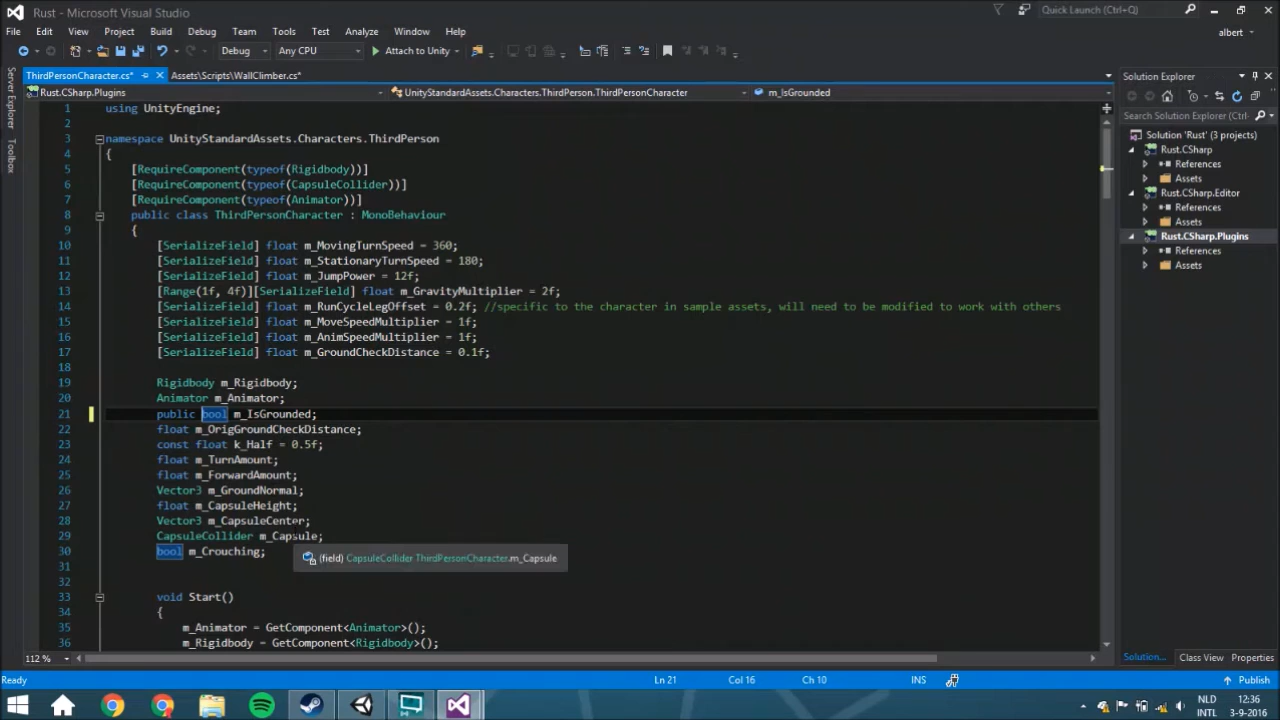 Rust - Microsoft Visual Studio
Quick Launch (Ctrl+Q)
File Edit View Project Build Debug Team Tools Test Analyze Window Help
albert
Debug Any CPU Attach to Unity
Server Explorer
Toolbox
ThirdPersonCharacter.cs* Assets\Scripts\WallClimber.cs*
Rust.CSharp.Plugins UnityStandardAssets.Characters.ThirdPerson.ThirdPersonCharacter m_IsGrounded
1 using UnityEngine;
2
3 namespace UnityStandardAssets.Characters.ThirdPerson
4 {
5 [RequireComponent(typeof(Rigidbody))]
6 [RequireComponent(typeof(CapsuleCollider))]
7 [RequireComponent(typeof(Animator))]
8 public class ThirdPersonCharacter : MonoBehaviour
9 {
10 [SerializeField] float m_MovingTurnSpeed = 360;
11 [SerializeField] float m_StationaryTurnSpeed = 180;
12 [SerializeField] float m_JumpPower = 12f;
13 [Range(1f, 4f)][SerializeField] float m_GravityMultiplier = 2f;
14 [SerializeField] float m_RunCycleLegOffset = 0.2f; //specific to the character in sample assets, will need to be modified to work with others
15 [SerializeField] float m_MoveSpeedMultiplier = 1f;
16 [SerializeField] float m_AnimSpeedMultiplier = 1f;
17 [SerializeField] float m_GroundCheckDistance = 0.1f;
18
19 Rigidbody m_Rigidbody;
20 Animator m_Animator;
21 public bool m_IsGrounded;
22 float m_OrigGroundCheckDistance;
23 const float k_Half = 0.5f;
24 float m_TurnAmount;
25 float m_ForwardAmount;
26 Vector3 m_GroundNormal;
27 float m_CapsuleHeight;
28 Vector3 m_CapsuleCenter;
29 CapsuleCollider m_Capsule;
30 bool m_Crouching;
(field) CapsuleCollider ThirdPersonCharacter.m_Capsule
31
32
33 void Start()
34 {
35 m_Animator = GetComponent<Animator>();
36 m_Rigidbody = GetComponent<Rigidbody>();
112 %
Solution Explorer
Search Solution Explorer (Ctrl+;)
Solution 'Rust' (3 projects)
Rust.CSharp
References
Assets
Rust.CSharp.Editor
References
Assets
Rust.CSharp.Plugins
References
Assets
Solution... Class View Properties
Ready Ln 21 Col 16 Ch 10 INS Publish
NLD 12:36
INTL 3-9-2016